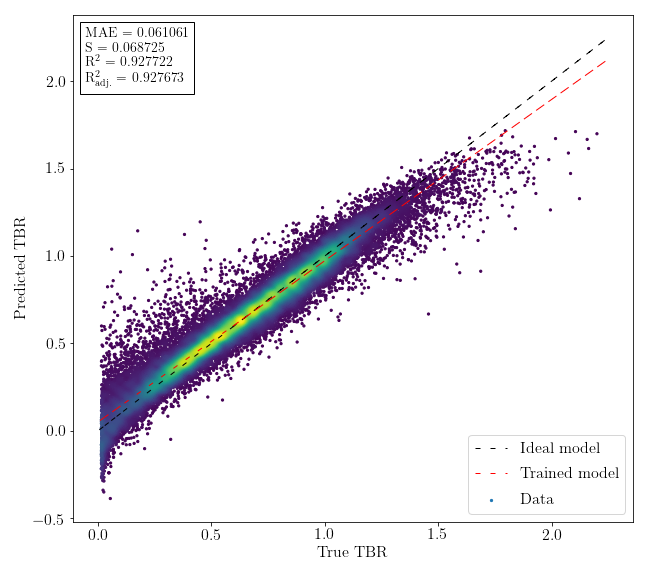 MAE = 0.061061
S = 0.068725
R² = 0.927722
R²adj. = 0.927673
2.0
1.5
1.0
0.5
0.0
−0.5
Predicted TBR
Ideal model
Trained model
Data
0.0 0.5 1.0 1.5 2.0
True TBR